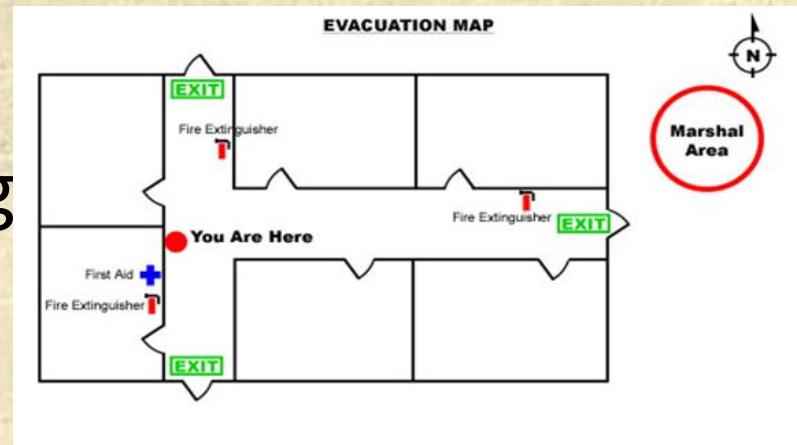 EVACUATION MAP
N
EXIT
Fire Extinguisher
Marshal
Area
g
Fire Extinguisher
EXIT
You Are Here
First Aid
Fire Extinguisher
EXIT